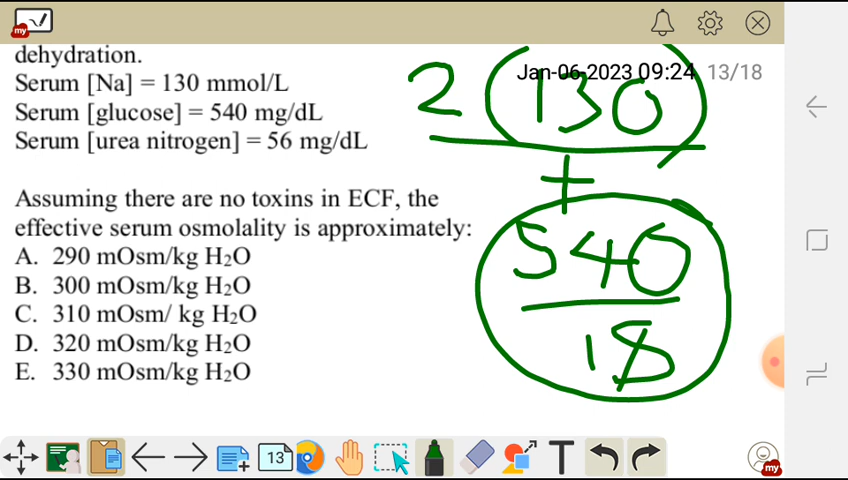 my
dehydration.
Jan-06-2023 09:24 13/18
Serum [Na] = 130 mmol/L
2 (130)
Serum [glucose] = 540 mg/dL
Serum [urea nitrogen] = 56 mg/dL
+
Assuming there are no toxins in ECF, the
effective serum osmolality is approximately:
540
18
A. 290 mOsm/kg H₂O
B. 300 mOsm/kg H₂O
C. 310 mOsm/ kg H₂O
D. 320 mOsm/kg H₂O
E. 330 mOsm/kg H₂O
13
T
my